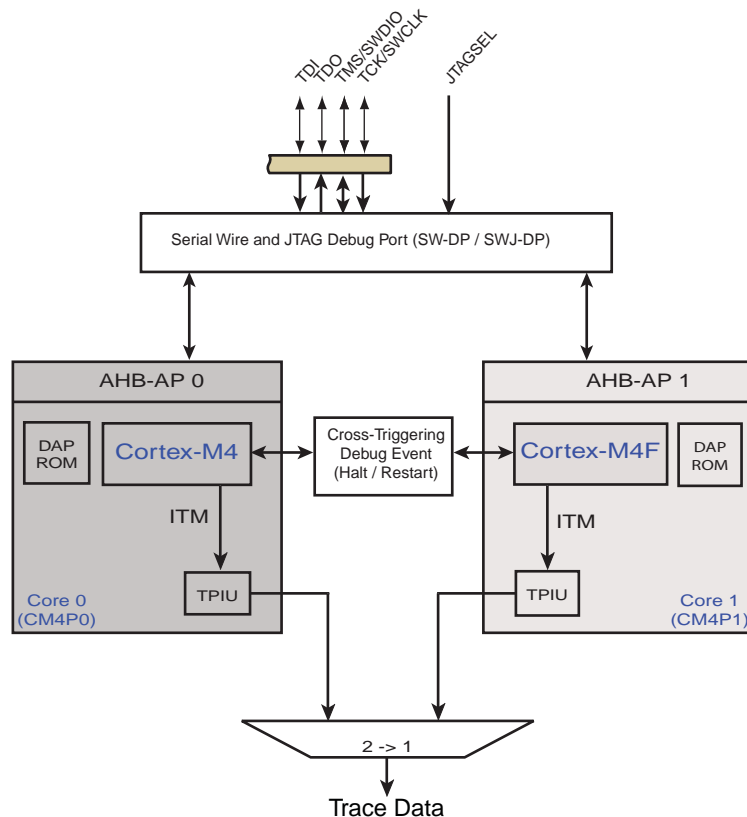 TDI
TDO
TMS/SWDIO
TCK/SWCLK
JTAGSEL
Serial Wire and JTAG Debug Port (SW-DP / SWJ-DP)
AHB-AP 0
DAP
ROM
Cortex-M4
ITM
TPIU
Core 0
(CM4P0)
Cross-Triggering
Debug Event
(Halt / Restart)
AHB-AP 1
Cortex-M4F
DAP
ROM
ITM
TPIU
Core 1
(CM4P1)
2 -> 1
Trace Data